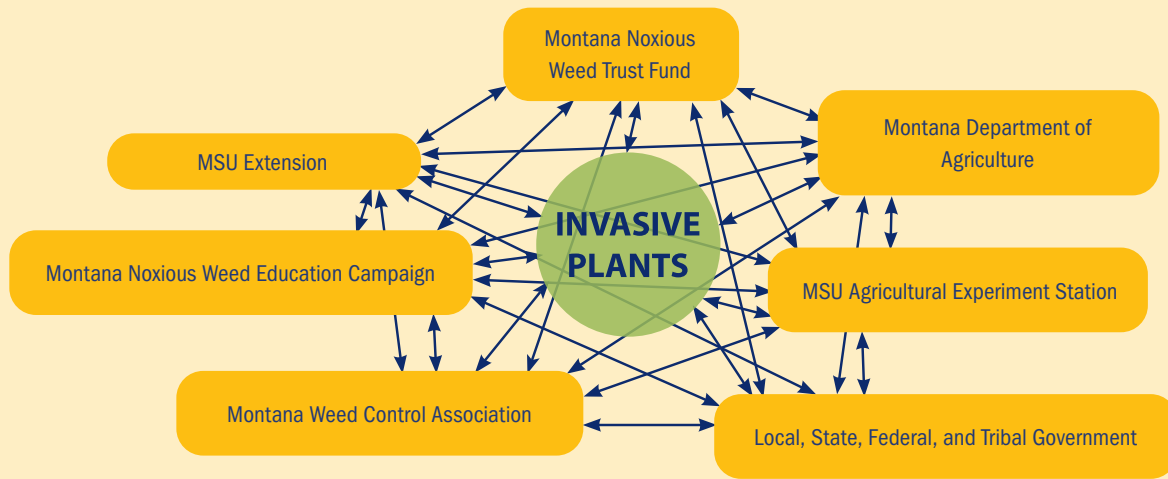 Montana Noxious
Weed Trust Fund
Montana Department of
Agriculture
MSU Extension
INVASIVE
PLANTS
Montana Noxious Weed Education Campaign
MSU Agricultural Experiment Station
Montana Weed Control Association
Local, State, Federal, and Tribal Government